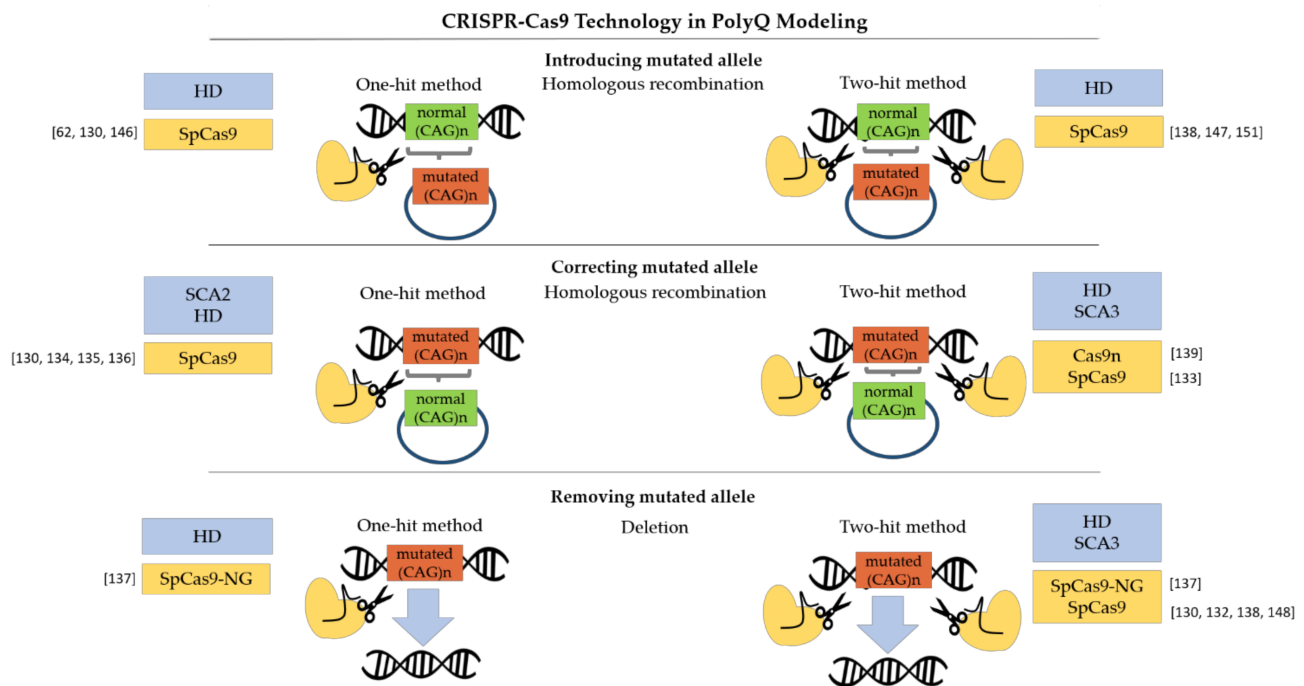 CRISPR-Cas9 Technology in PolyQ Modeling
Introducing mutated allele
Homologous recombination
HD
[62, 130, 146]
SpCas9
One-hit method
normal
(CAG)n
mutated
(CAG)n
Two-hit method
normal
(CAG)n
mutated
(CAG)n
HD
SpCas9
[138, 147, 151]
Correcting mutated allele
Homologous recombination
SCA2
HD
[130, 134, 135, 136]
SpCas9
One-hit method
mutated
(CAG)n
normal
(CAG)n
Two-hit method
mutated
(CAG)n
normal
(CAG)n
HD
SCA3
Cas9n
[139]
SpCas9
[133]
Removing mutated allele
Deletion
HD
[137]
SpCas9-NG
One-hit method
mutated
(CAG)n
Two-hit method
mutated
(CAG)n
HD
SCA3
SpCas9-NG
[137]
SpCas9
[130, 132, 138, 148]